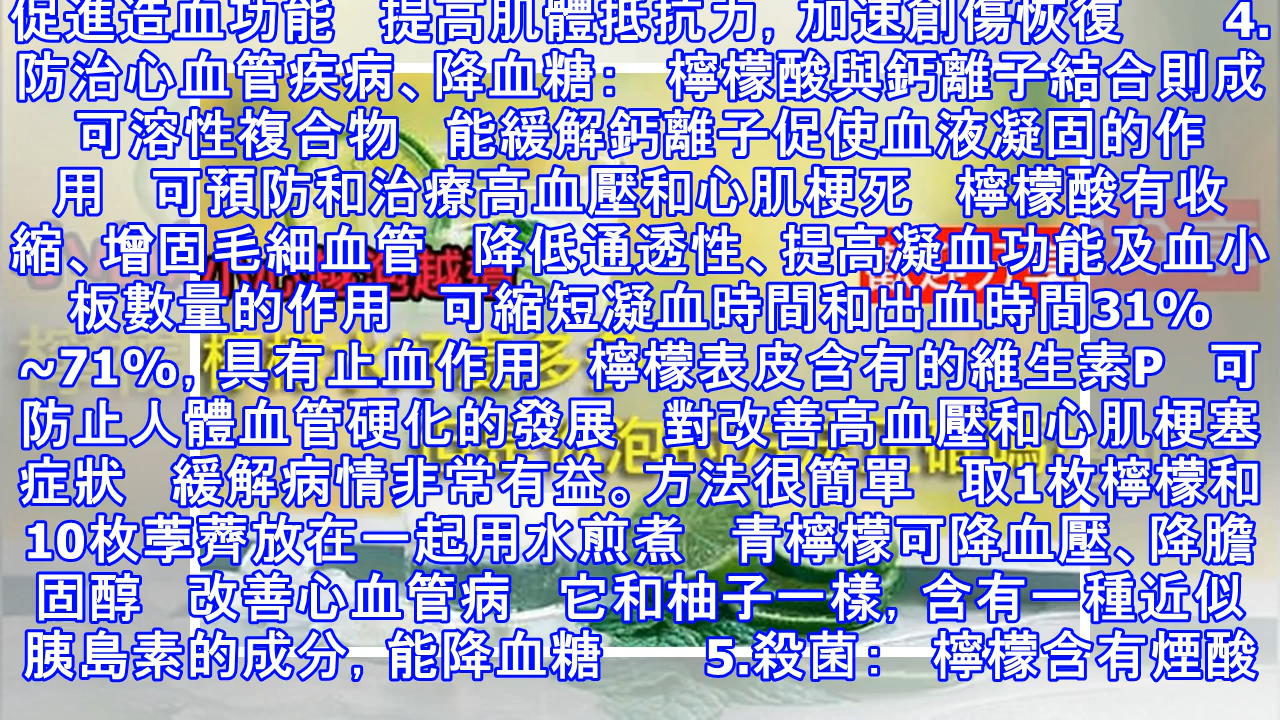 促進造血功能 提高肌體抵抗力, 加速創傷恢復 4.
防治心血管疾病、降血糖: 檸檬酸與鈣離子結合則成
可溶性複合物 能緩解鈣離子促使血液凝固的作
用 可預防和治療高血壓和心肌梗死 檸檬酸有收
縮、增固毛細血管 降低通透性、提高凝血功能及血小
板數量的作用 可縮短凝血時間和出血時間31%
~71%, 具有止血作用 檸檬表皮含有的維生素P 可
防止人體血管硬化的發展 對改善高血壓和心肌梗塞
症狀 緩解病情非常有益。方法很簡單 取1枚檸檬和
10枚荸薺放在一起用水煎煮 青檸檬可降血壓、降膽
固醇 改善心血管病 它和柚子一樣, 含有一種近似
胰島素的成分, 能降血糖 5.殺菌: 檸檬含有煙酸